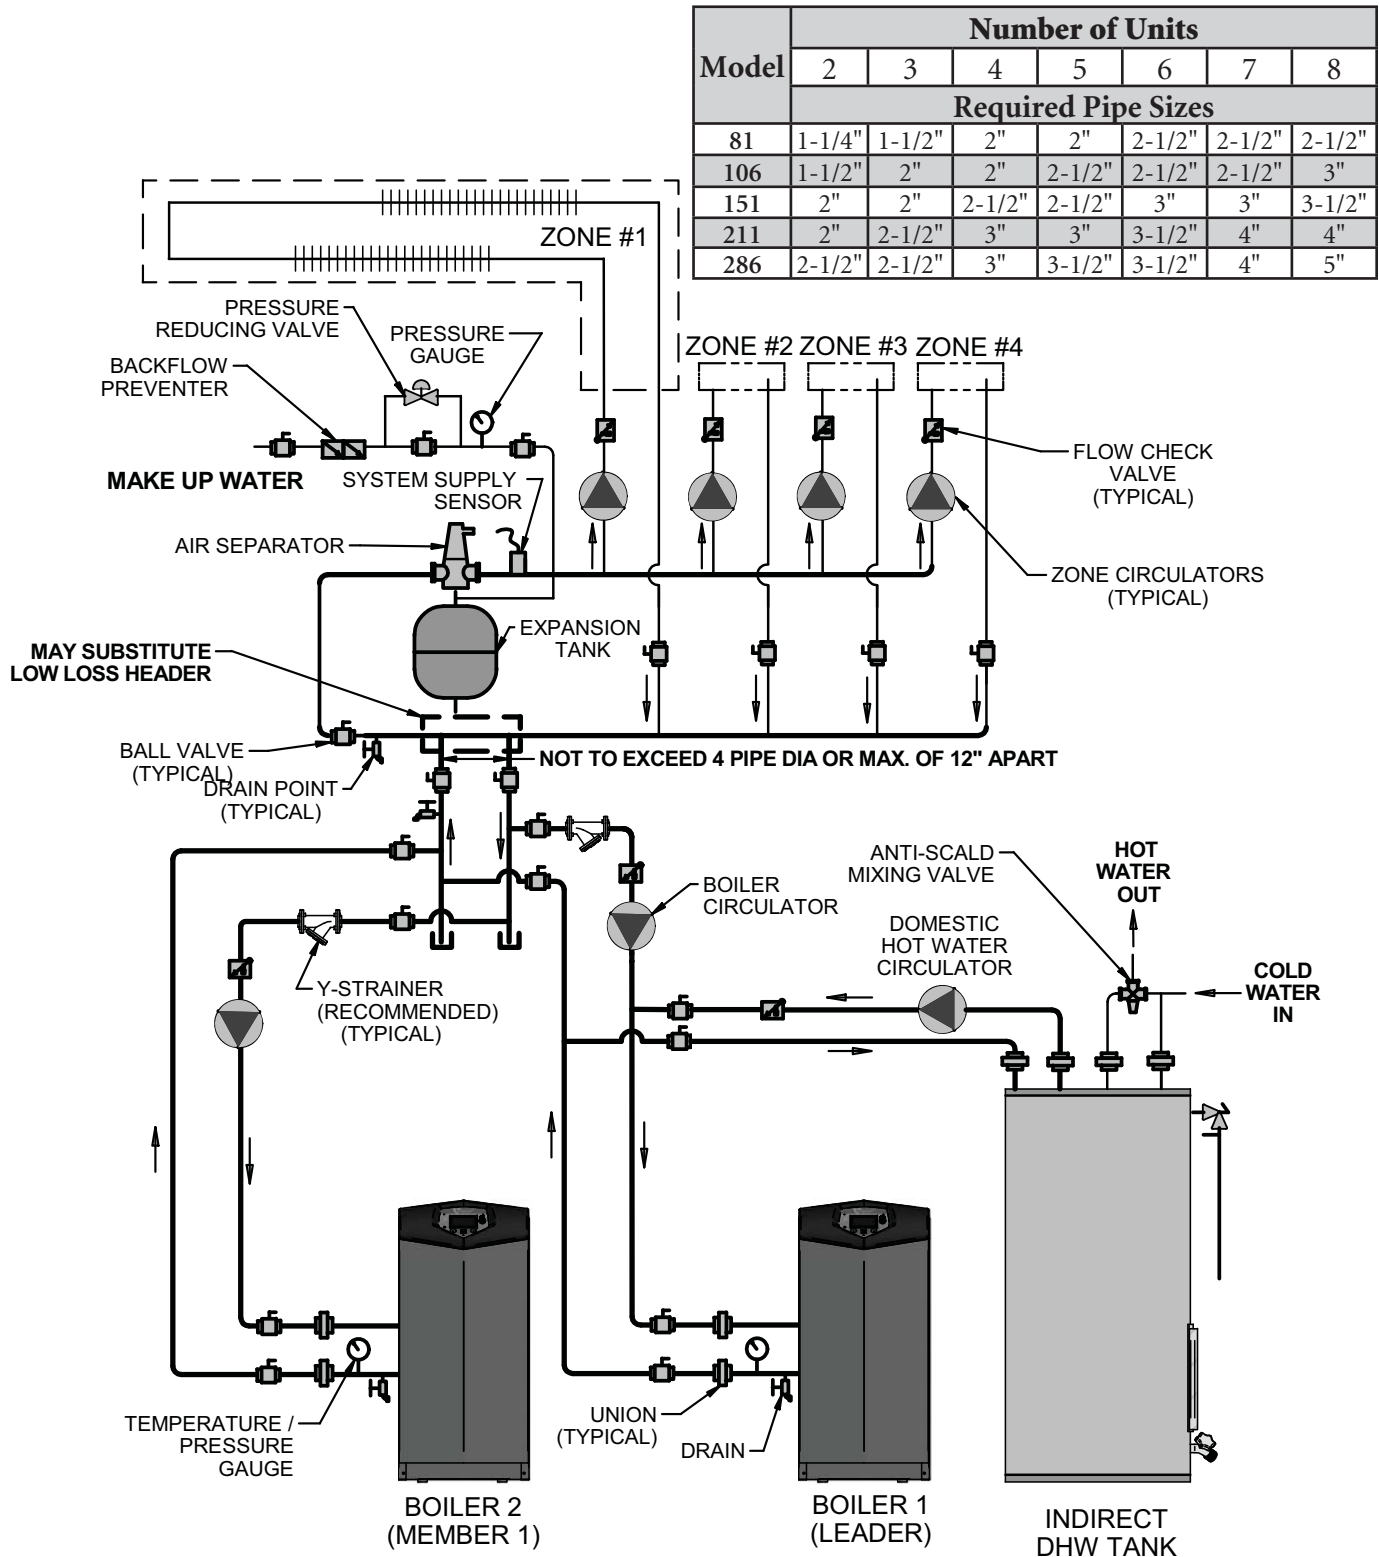 Number of Units
Model 2 3 4 5 6 7 8
Required Pipe Sizes
81 1-1/4" 1-1/2" 2" 2" 2-1/2" 2-1/2" 2-1/2"
106 1-1/2" 2" 2" 2-1/2" 2-1/2" 2-1/2" 3"
151 2" 2" 2-1/2" 2-1/2" 3" 3" 3-1/2"
211 2" 2-1/2" 3" 3" 3-1/2" 4" 4"
286 2-1/2" 2-1/2" 3" 3-1/2" 3-1/2" 4" 5"
ZONE #1
PRESSURE
REDUCING VALVE
PRESSURE
GAUGE
BACKFLOW
PREVENTER
ZONE #2
ZONE #3
ZONE #4
MAKE UP WATER
SYSTEM SUPPLY
SENSOR
FLOW CHECK
VALVE
(TYPICAL)
AIR SEPARATOR
ZONE CIRCULATORS
(TYPICAL)
EXPANSION
TANK
MAY SUBSTITUTE
LOW LOSS HEADER
BALL VALVE
(TYPICAL)
DRAIN POINT
(TYPICAL)
NOT TO EXCEED 4 PIPE DIA OR MAX. OF 12" APART
ANTI-SCALD
MIXING VALVE
HOT
WATER
OUT
BOILER
CIRCULATOR
DOMESTIC
HOT WATER
CIRCULATOR
COLD
WATER
IN
Y-STRAINER
(RECOMMENDED)
(TYPICAL)
TEMPERATURE /
PRESSURE
GAUGE
UNION
(TYPICAL)
DRAIN
BOILER 2
(MEMBER 1)
BOILER 1
(LEADER)
INDIRECT
DHW TANK